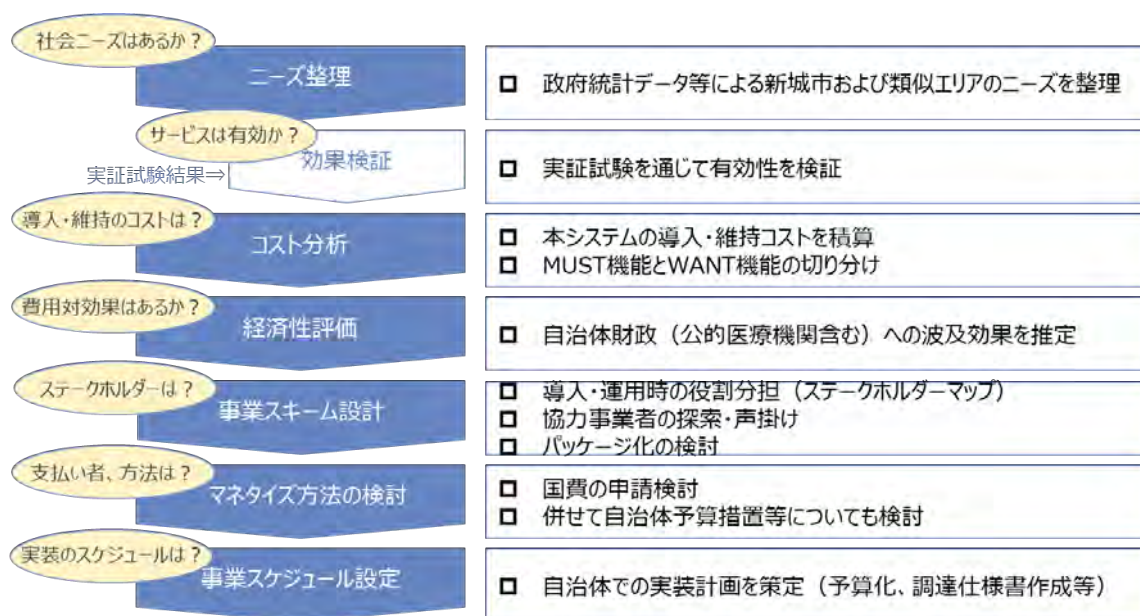 社会ニーズはあるか？
ニーズ整理
□ 政府統計データ等による新城市および類似エリアのニーズを整理
サービスは有効か？
実証試験結果⇒
効果検証
□ 実証試験を通じて有効性を検証
導入・維持のコストは？
コスト分析
□ 本システムの導入・維持コストを積算
□ MUST機能とWANT機能の切り分け
費用対効果はあるか？
経済性評価
□ 自治体財政（公的医療機関含む）への波及効果を推定
ステークホルダーは？
事業スキーム設計
□ 導入・運用時の役割分担（ステークホルダーマップ）
□ 協力事業者の探索・声掛け
□ パッケージ化の検討
支払い者、方法は？
マネタイズ方法の検討
□ 国費の申請検討
□ 併せて自治体予算措置等についても検討
実装のスケジュールは？
事業スケジュール設定
□ 自治体での実装計画を策定（予算化、調達仕様書作成等）